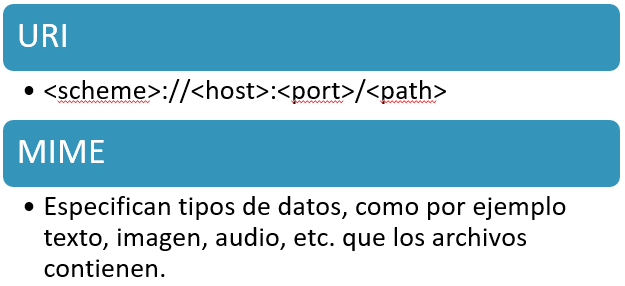 URI
• <scheme>://<host>:<port>/<path>
MIME
• Especifican tipos de datos, como por ejemplo
texto, imagen, audio, etc. que los archivos
contienen.